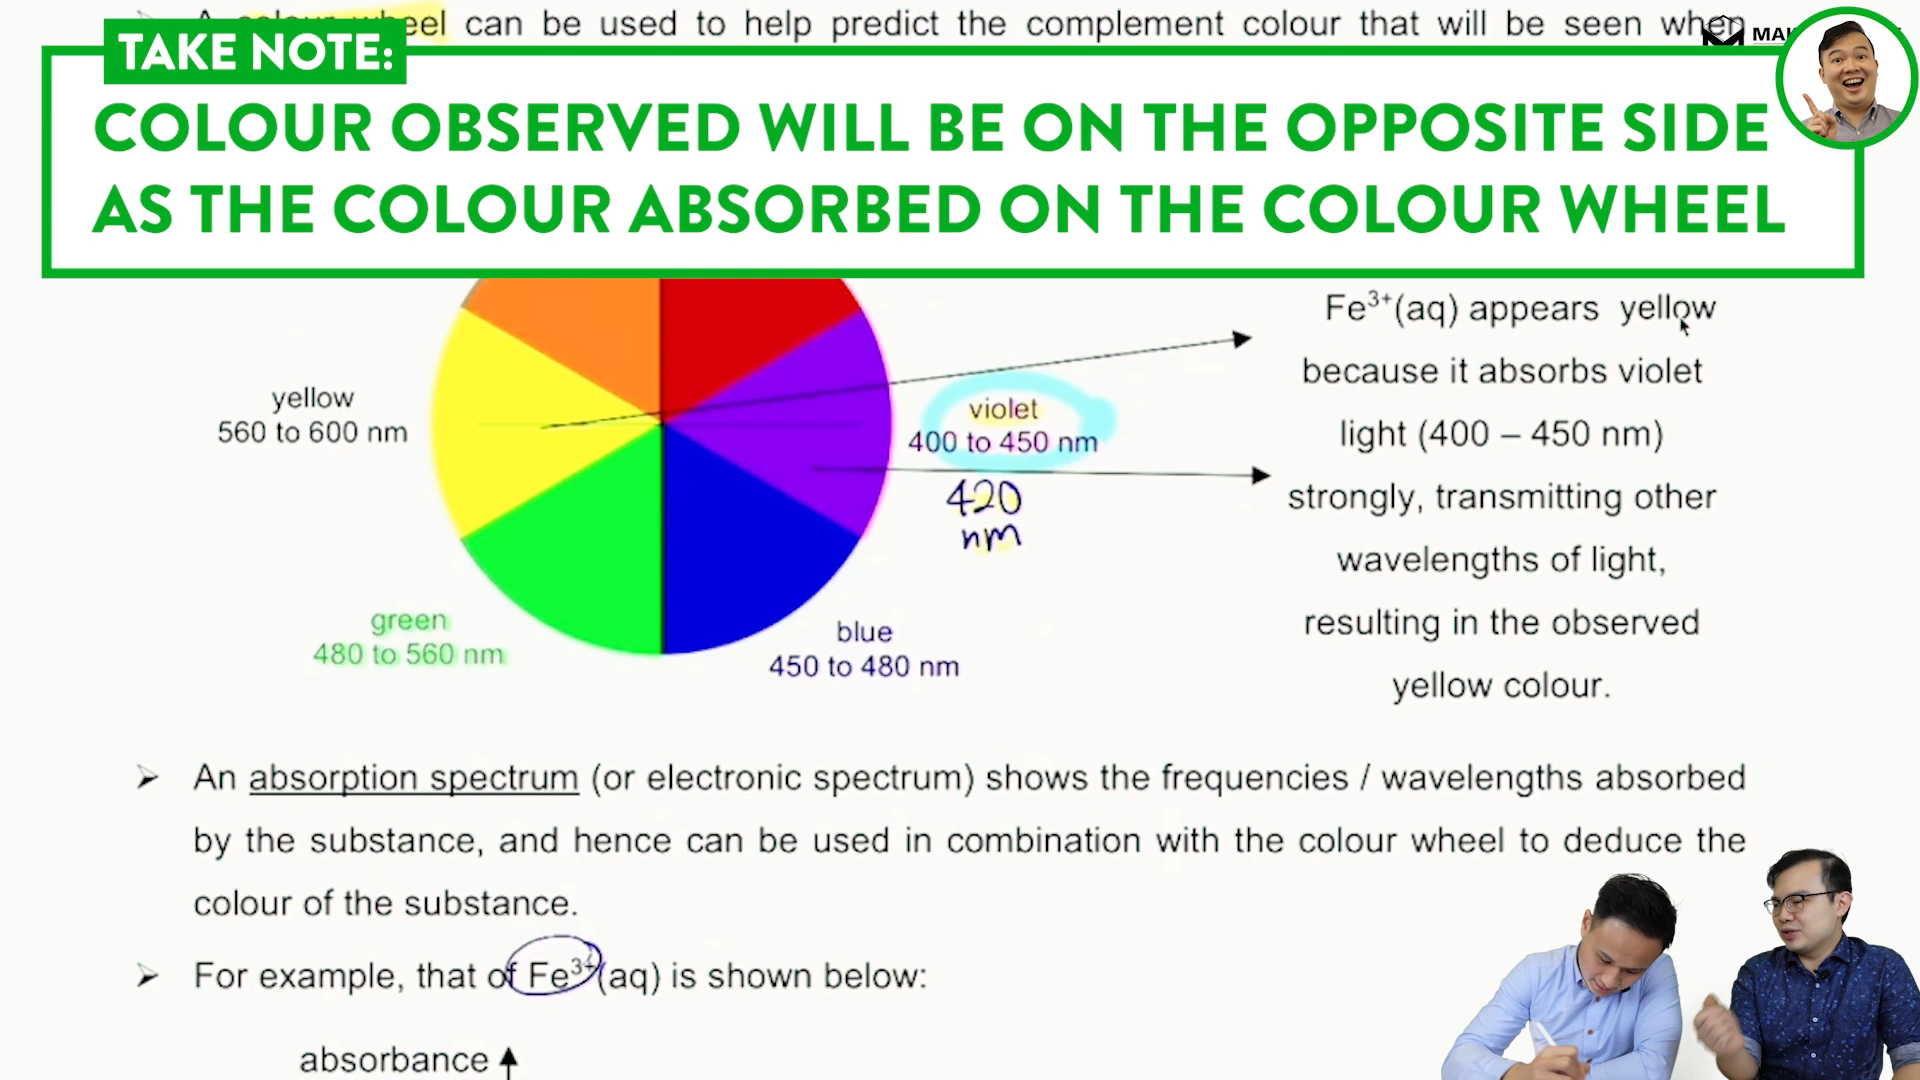 A colour wheel can be used to help predict the complement colour that will be seen when
TAKE NOTE:
COLOUR OBSERVED WILL BE ON THE OPPOSITE SIDE
AS THE COLOUR ABSORBED ON THE COLOUR WHEEL
yellow
560 to 600 nm
violet
400 to 450 nm
420
nm
green
480 to 560 nm
blue
450 to 480 nm
Fe³⁺(aq) appears yellow
because it absorbs violet
light (400 – 450 nm)
strongly, transmitting other
wavelengths of light,
resulting in the observed
yellow colour.
An absorption spectrum (or electronic spectrum) shows the frequencies / wavelengths absorbed
by the substance, and hence can be used in combination with the colour wheel to deduce the
colour of the substance.
For example, that of Fe³⁺(aq) is shown below:
absorbance